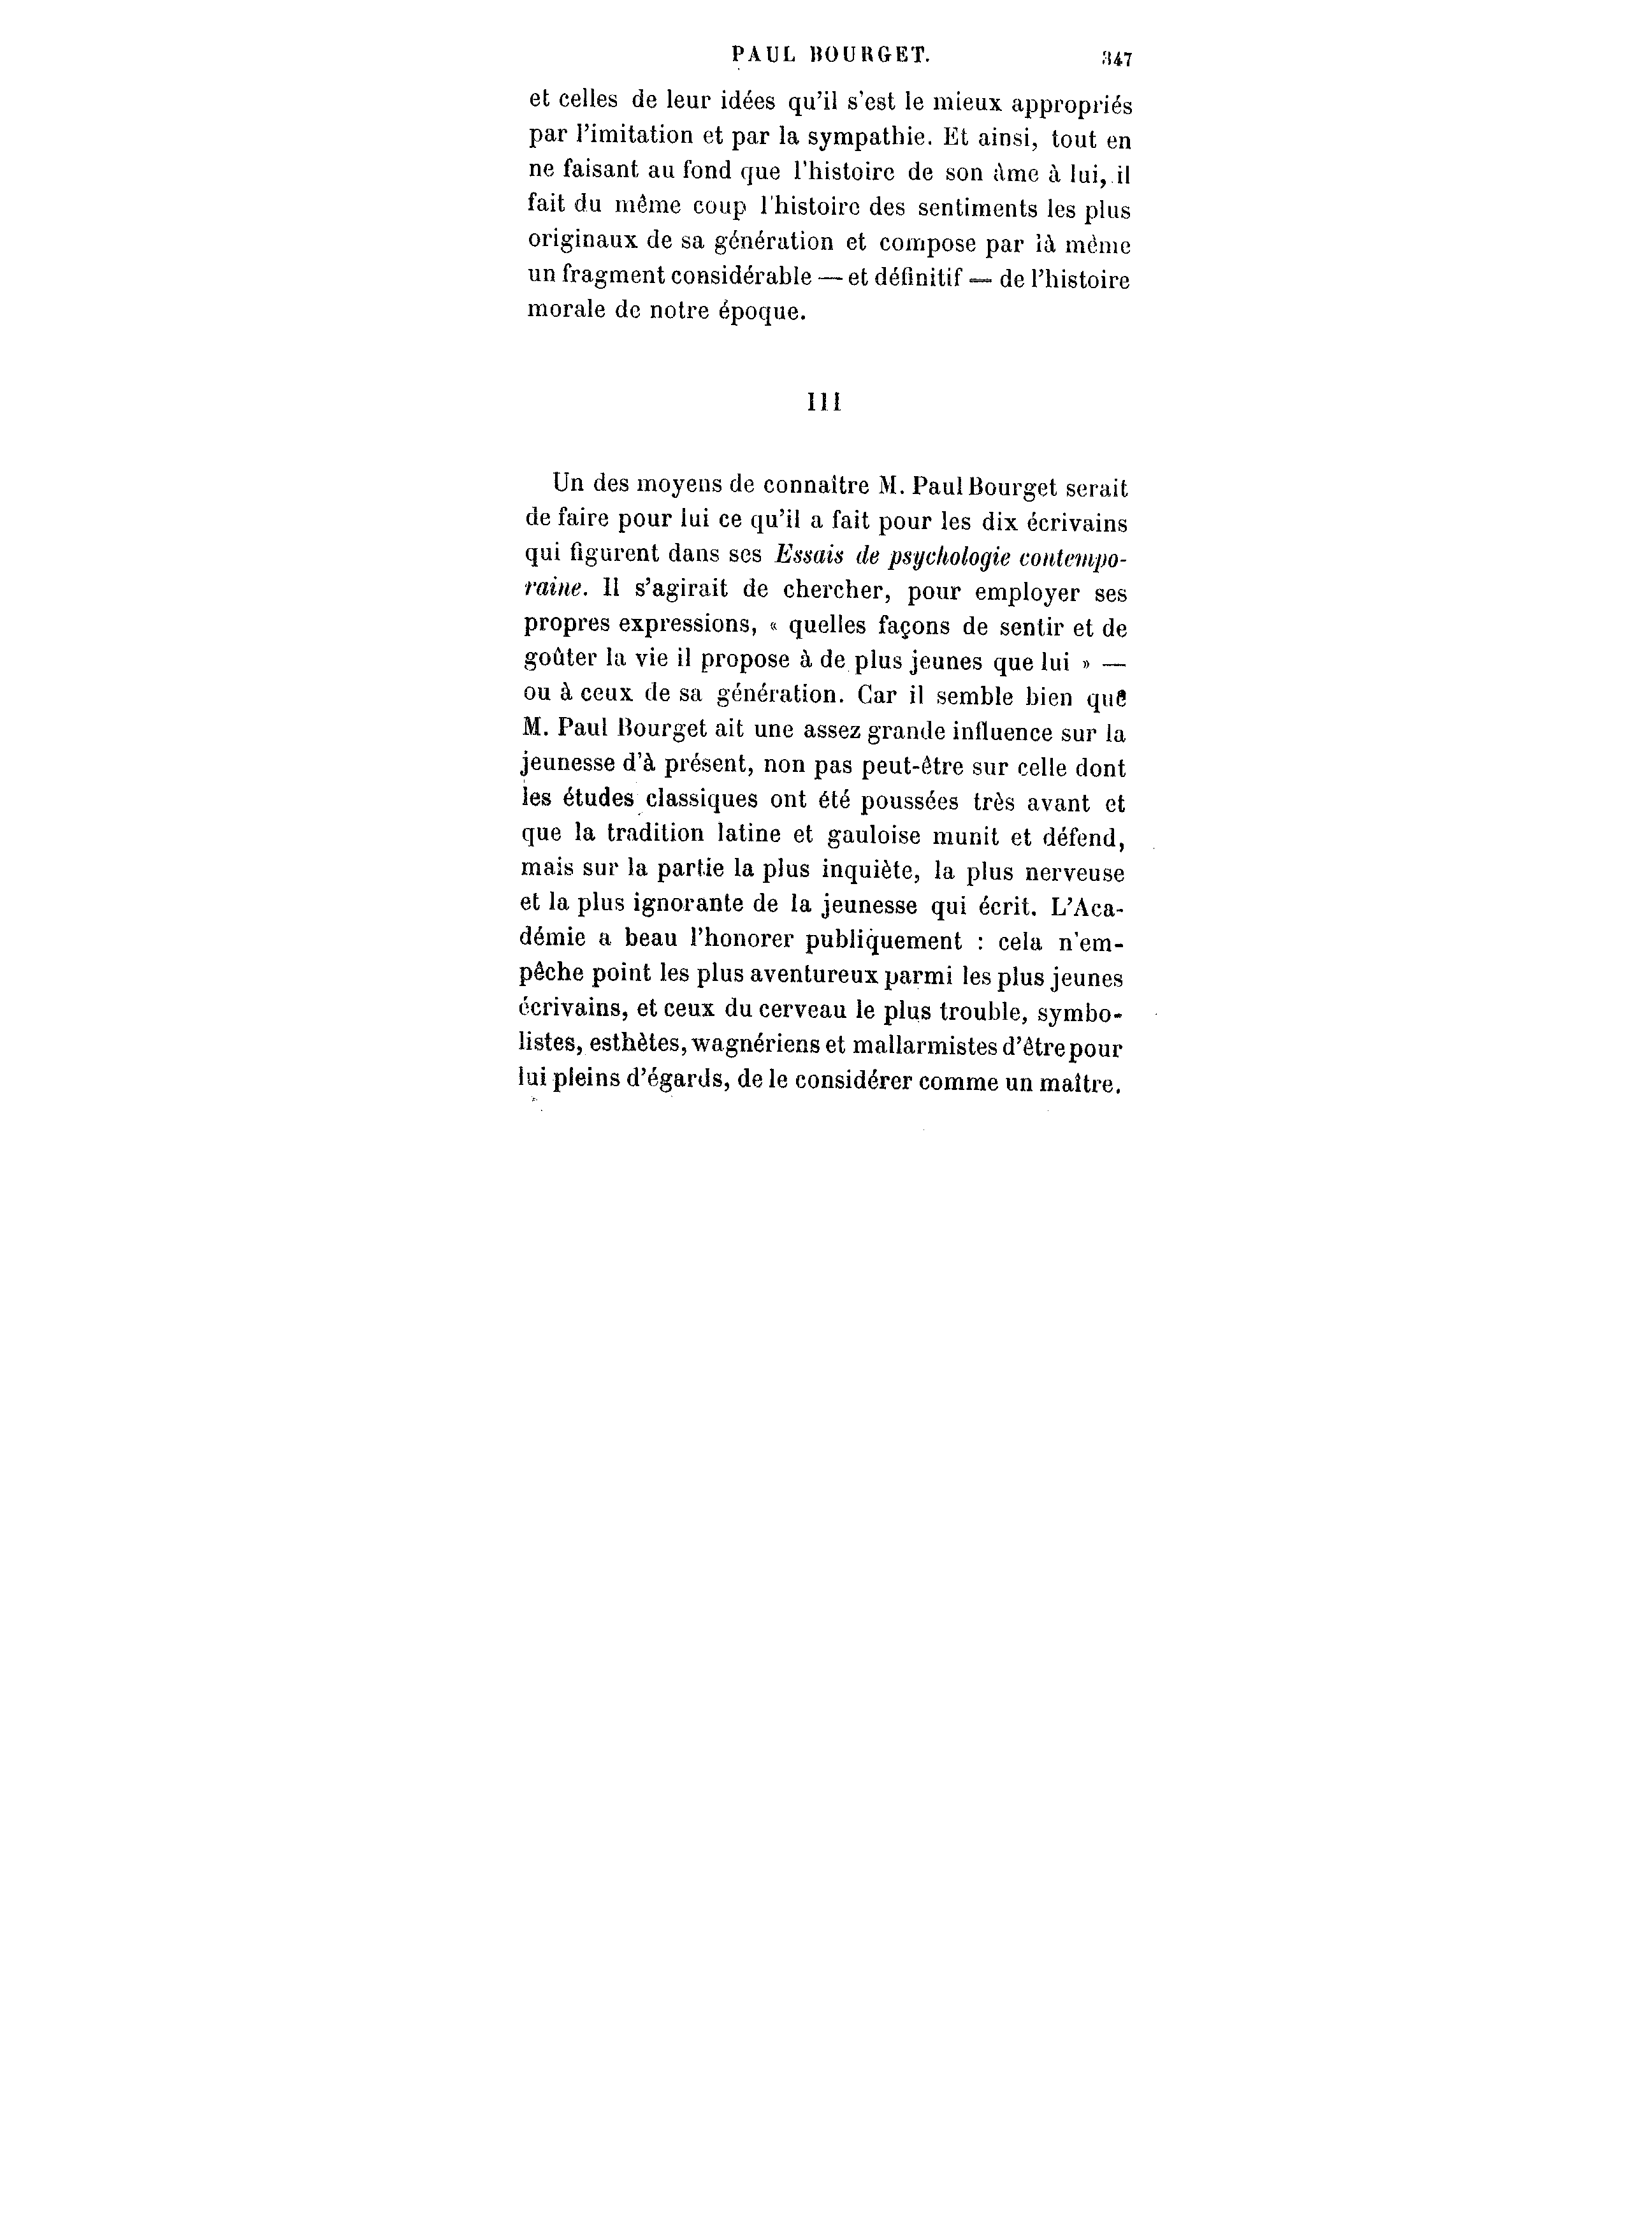 PAUL BOURGET. 347
et celles de leur idées qu'il s'est le mieux appropriés
par l'imitation et par la sympathie. Et ainsi, tout en
ne faisant au fond que l'histoire de son âme à lui, il
fait du même coup l'histoire des sentiments les plus
originaux de sa génération et compose par là même
un fragment considérable — et définitif — de l'histoire
morale de notre époque.
III
Un des moyens de connaître M. Paul Bourget serait
de faire pour lui ce qu'il a fait pour les dix écrivains
qui figurent dans ses Essais de psychologie contempo-
raine. Il s'agirait de chercher, pour employer ses
propres expressions, « quelles façons de sentir et de
goûter la vie il propose à de plus jeunes que lui » —
ou à ceux de sa génération. Car il semble bien que
M. Paul Bourget ait une assez grande influence sur la
jeunesse d'à présent, non pas peut-être sur celle dont
les études classiques ont été poussées très avant et
que la tradition latine et gauloise munit et défend,
mais sur la partie la plus inquiète, la plus nerveuse
et la plus ignorante de la jeunesse qui écrit. L'Aca-
démie a beau l'honorer publiquement : cela n'em-
pêche point les plus aventureux parmi les plus jeunes
écrivains, et ceux du cerveau le plus trouble, symbo-
listes, esthètes, wagnériens et mallarmistes d'être pour
lui pleins d'égards, de le considérer comme un maître.